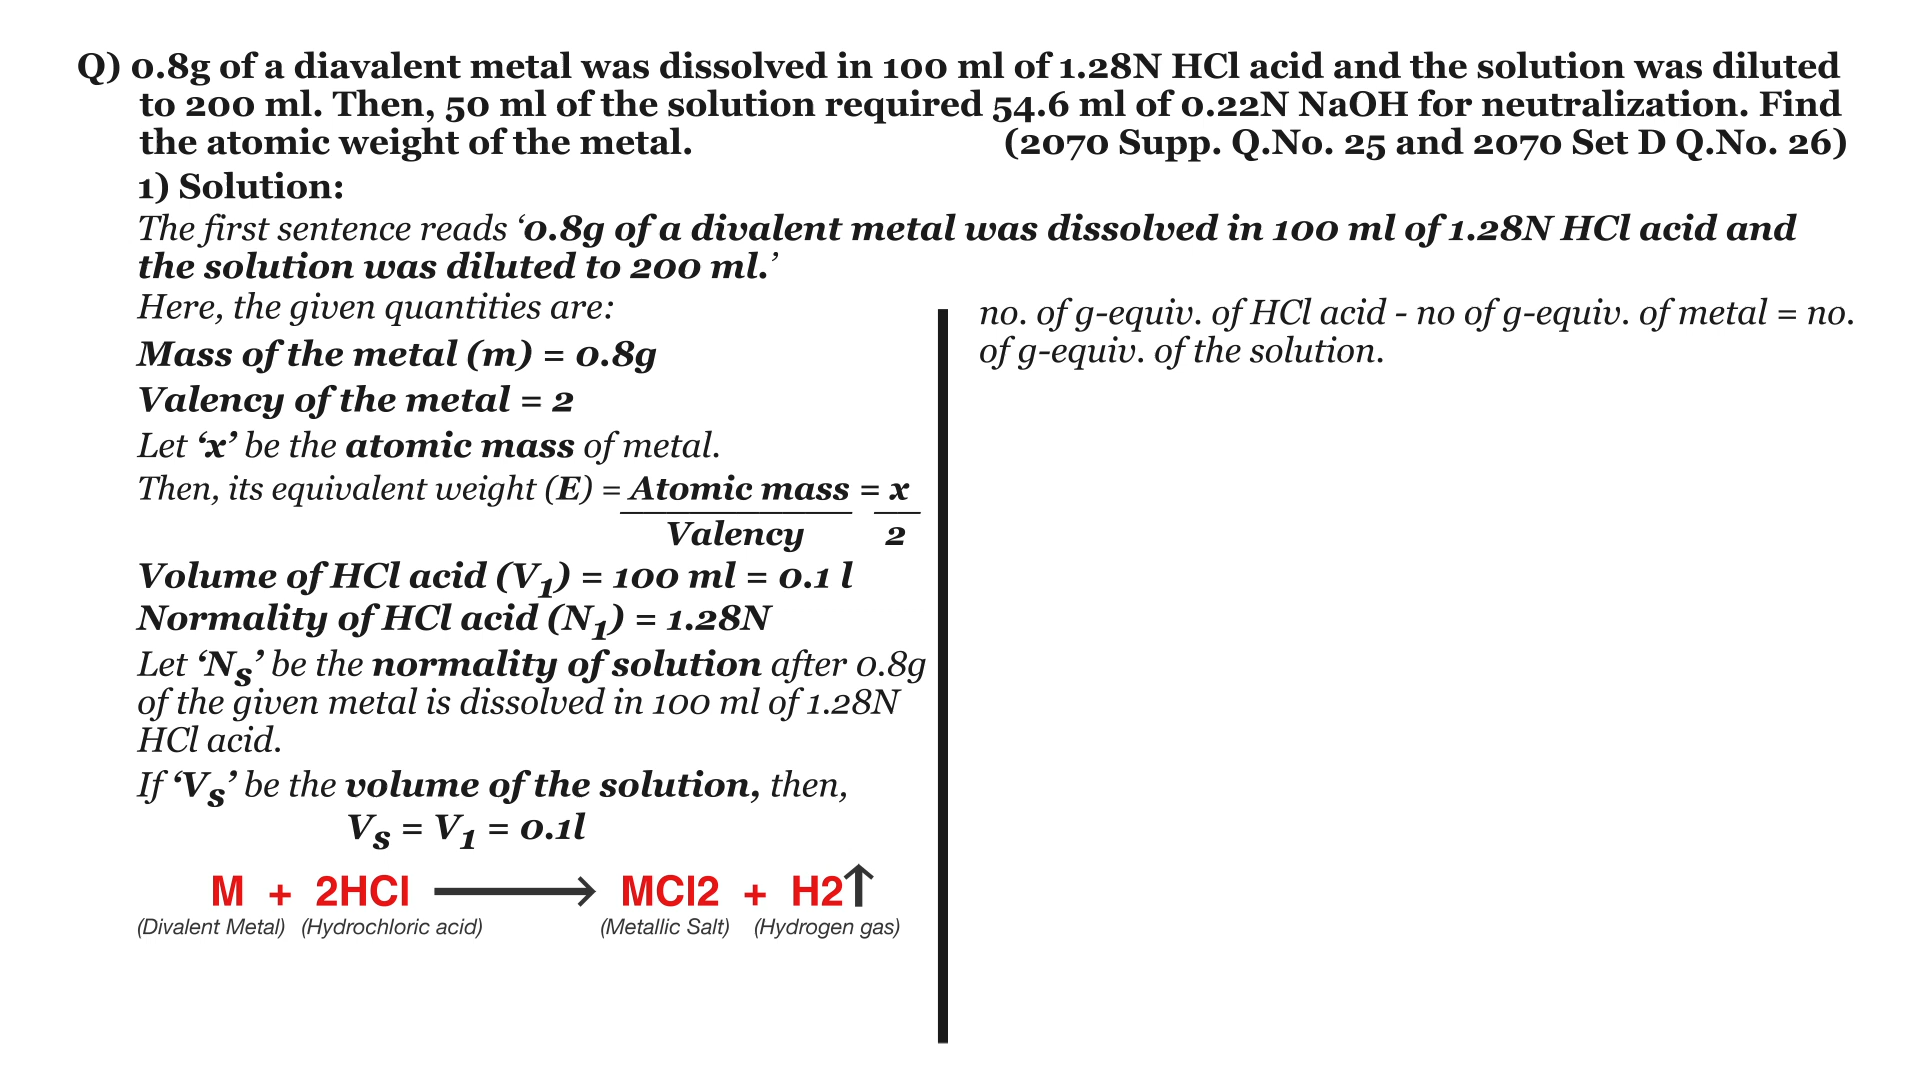 Q) 0.8g of a diavalent metal was dissolved in 100 ml of 1.28N HCl acid and the solution was diluted
to 200 ml. Then, 50 ml of the solution required 54.6 ml of 0.22N NaOH for neutralization. Find
the atomic weight of the metal. (2070 Supp. Q.No. 25 and 2070 Set D Q.No. 26)
1) Solution:
The first sentence reads ‘0.8g of a divalent metal was dissolved in 100 ml of 1.28N HCl acid and
the solution was diluted to 200 ml.’
Here, the given quantities are:
Mass of the metal (m) = 0.8g
Valency of the metal = 2
Let ‘x’ be the atomic mass of metal.
Then, its equivalent weight (E) = Atomic mass = x
Valency 2
Volume of HCl acid (V1) = 100 ml = 0.1 l
Normality of HCl acid (N1) = 1.28N
Let ‘Ns’ be the normality of solution after 0.8g
of the given metal is dissolved in 100 ml of 1.28N
HCl acid.
If ‘Vs’ be the volume of the solution, then,
Vs = V1 = 0.1l
M + 2HCl ⟶ MCl2 + H2↑
(Divalent Metal) (Hydrochloric acid) (Metallic Salt) (Hydrogen gas)
no. of g-equiv. of HCl acid - no of g-equiv. of metal = no.
of g-equiv. of the solution.